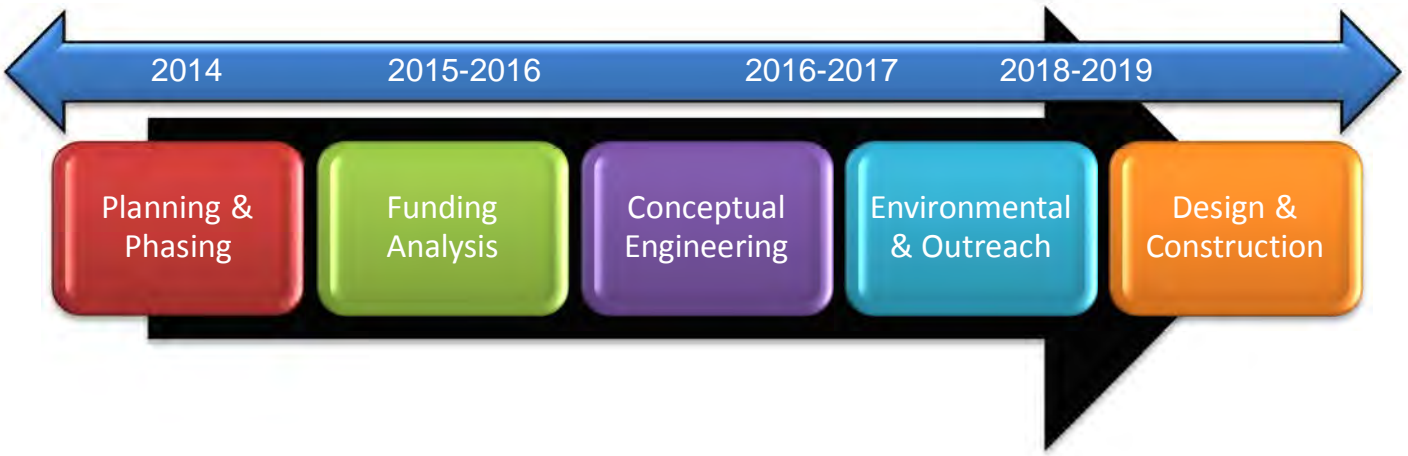 2014 2015-2016 2016-2017 2018-2019
Planning &
Phasing
Funding
Analysis
Conceptual
Engineering
Environmental
& Outreach
Design &
Construction